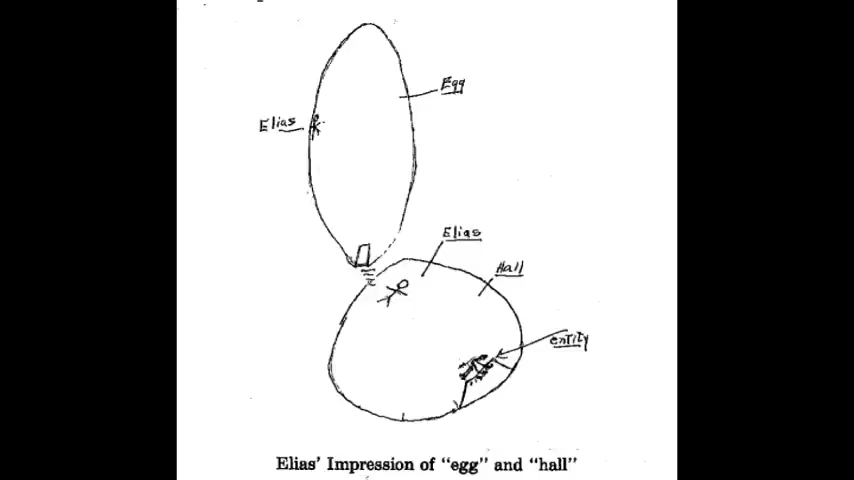 Egg
Elias
Elias
Hall
entity
Elias' Impression of "egg" and "hall"